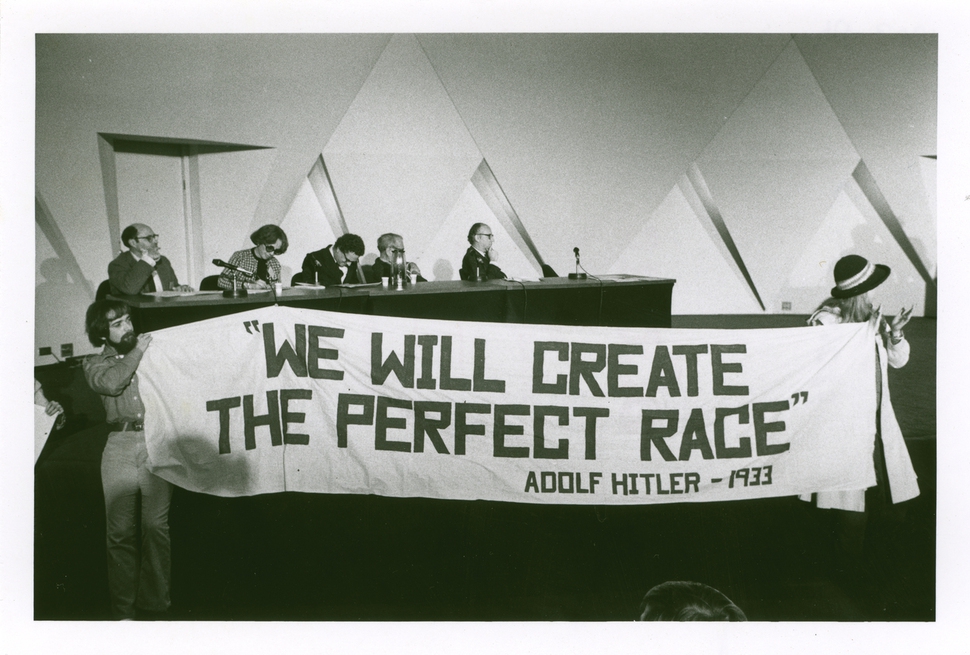 "WE WILL CREATE
THE PERFECT RACE"
ADOLF HITLER - 1933